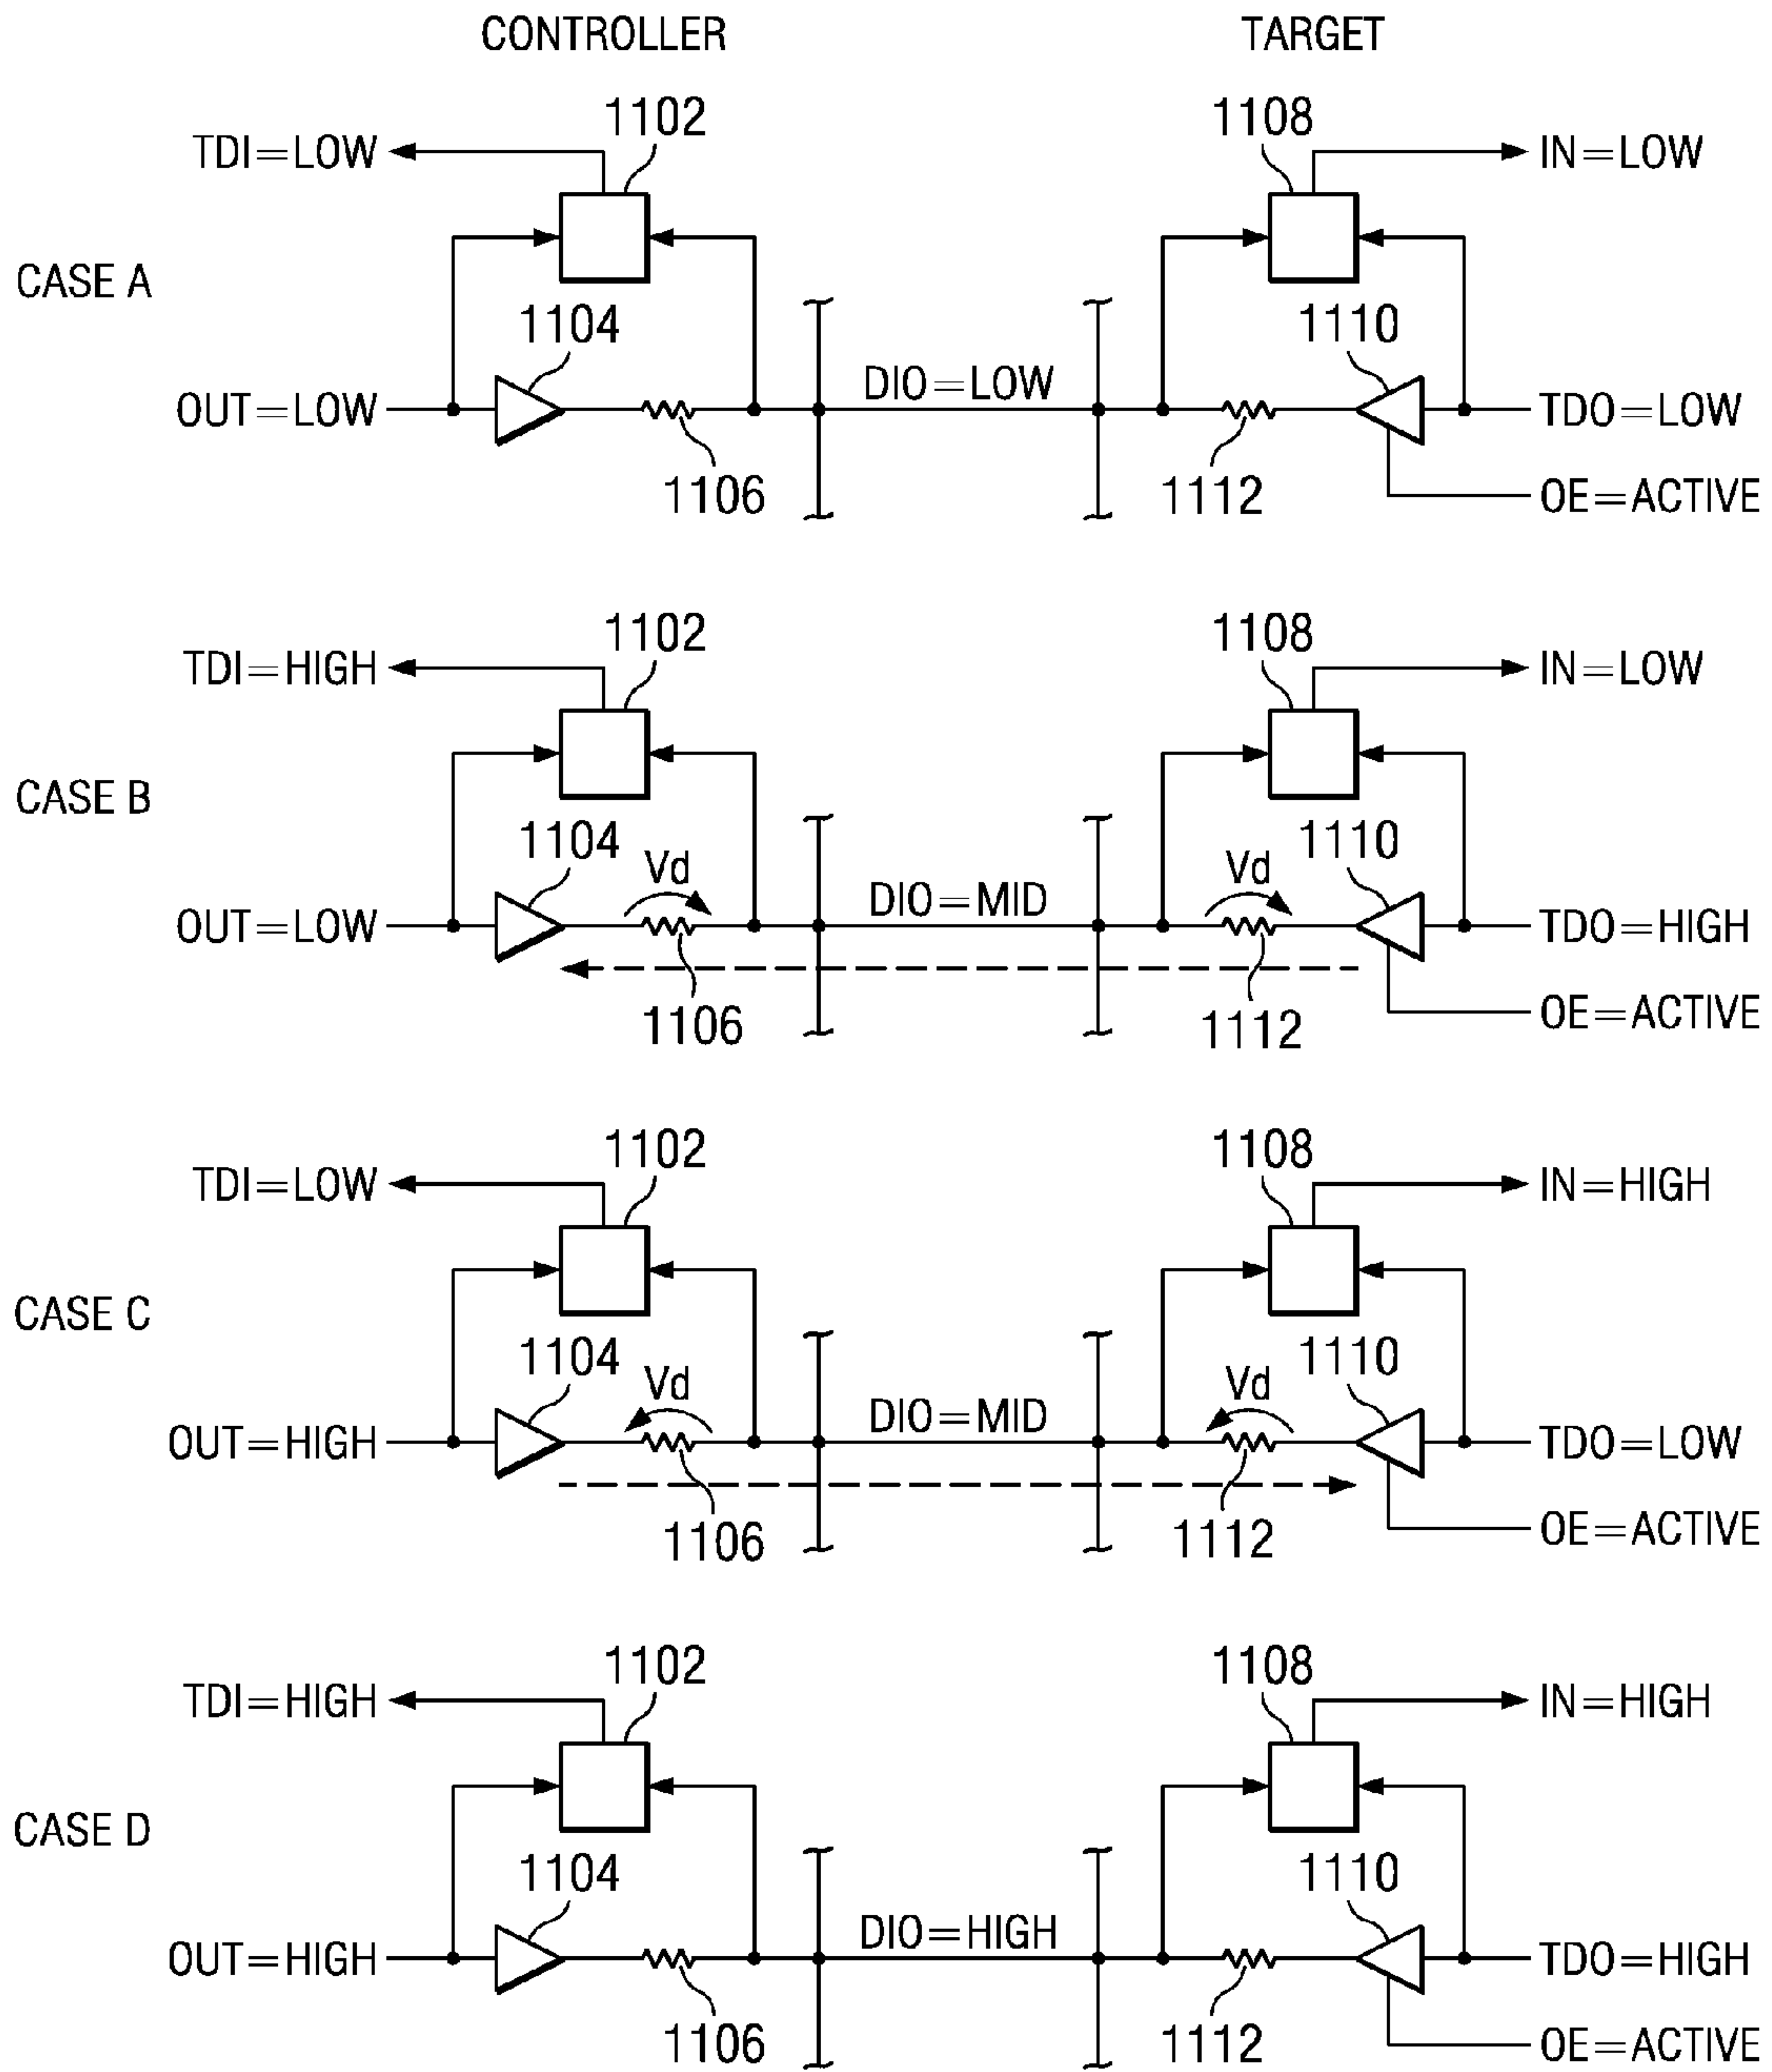 CONTROLLER TARGET
1102 1108
TDI=LOW IN=LOW
CASE A
1104 1110
DIO=LOW
OUT=LOW TDO=LOW
1106 1112 OE=ACTIVE
1102 1108
TDI=HIGH IN=LOW
CASE B
1104 1110
Vd Vd
DIO=MID
OUT=LOW TDO=HIGH
1106 1112 OE=ACTIVE
1102 1108
TDI=LOW IN=HIGH
CASE C
1104 1110
Vd Vd
DIO=MID
OUT=HIGH TDO=LOW
1106 1112 OE=ACTIVE
1102 1108
TDI=HIGH IN=HIGH
CASE D
1104 1110
DIO=HIGH
OUT=HIGH TDO=HIGH
1106 1112 OE=ACTIVE